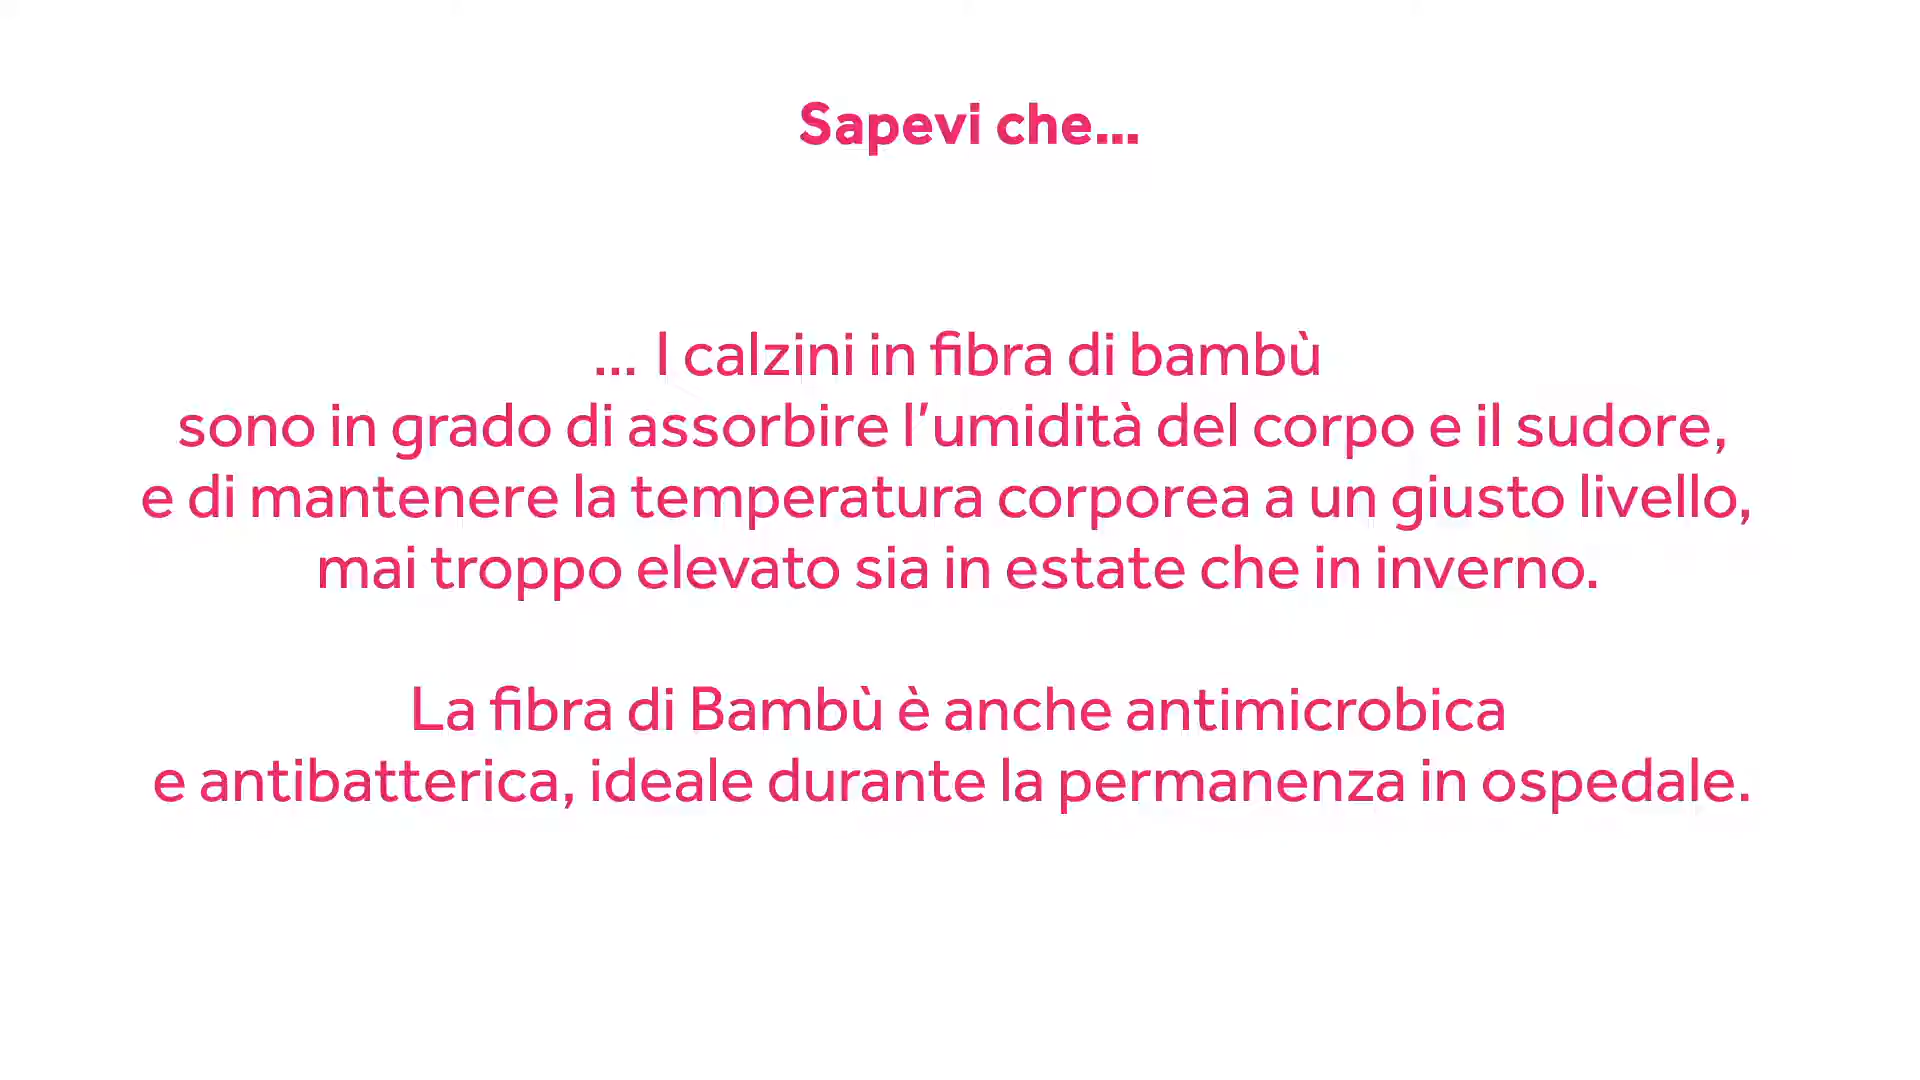 Sapevi che...
... I calzini in fibra di bambù
sono in grado di assorbire l’umidità del corpo e il sudore,
e di mantenere la temperatura corporea a un giusto livello,
mai troppo elevato sia in estate che in inverno.
La fibra di Bambù è anche antimicrobica
e antibatterica, ideale durante la permanenza in ospedale.